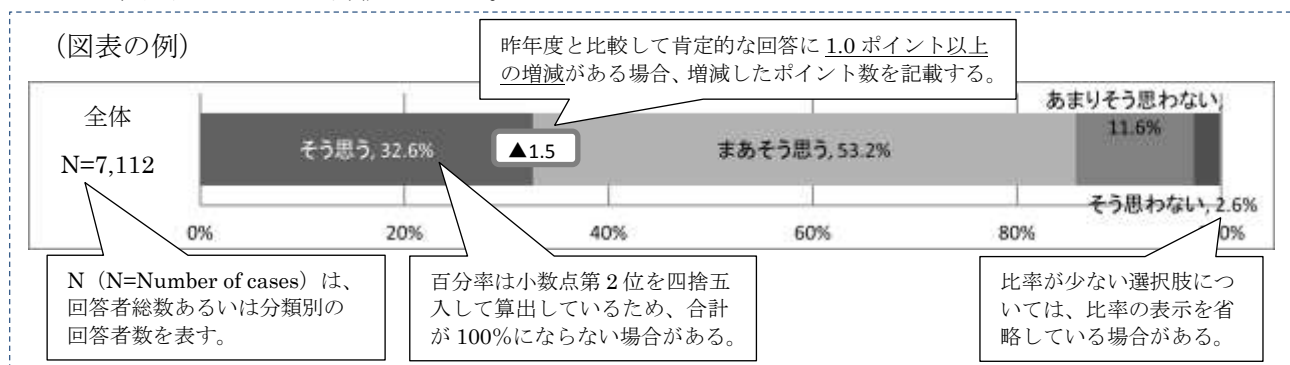 (図表の例)
昨年度と比較して肯定的な回答に 1.0 ポイント以上
の増減がある場合、増減したポイント数を記載する。
全体
N=7,112
そう思う, 32.6%
▲1.5
まあそう思う, 53.2%
あまりそう思わない,
11.6%
そう思わない, 2.6%
0%
20%
40%
60%
80%
0%
N(N=Number of cases)は、
回答者総数あるいは分類別の
回答者数を表す。
百分率は小数点第 2 位を四捨五
入して算出しているため、合計
が 100%にならない場合がある。
比率が少ない選択肢につ
いては、比率の表示を省
略している場合がある。